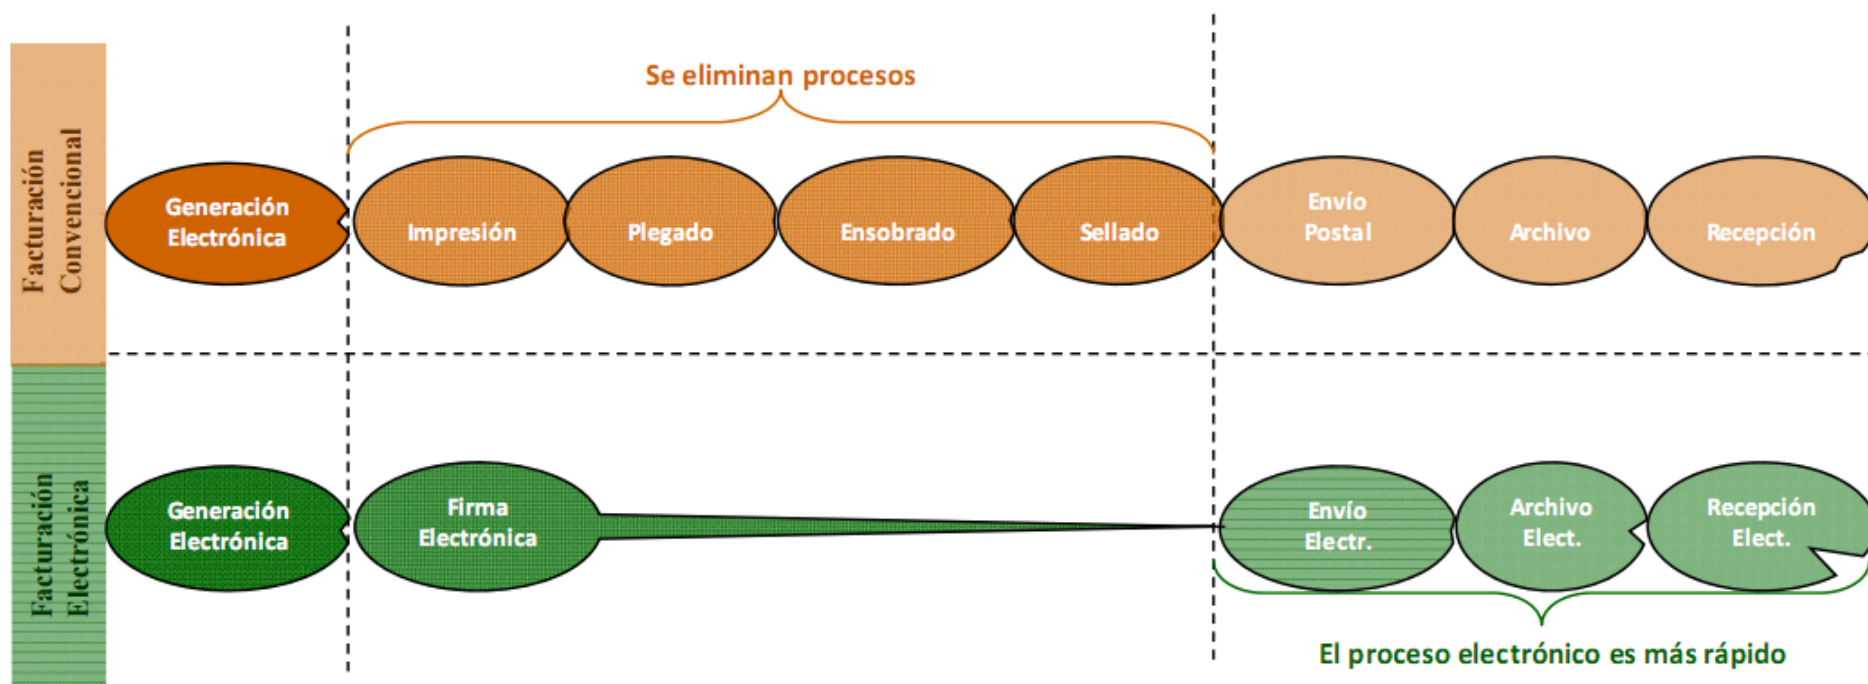 Se eliminan procesos
Facturación
Convencional
Generación
Electrónica
Impresión
Plegado
Ensobrado
Sellado
Envío
Postal
Archivo
Recepción
Facturación
Electrónica
Generación
Electrónica
Firma
Electrónica
Envío
Electr.
Archivo
Elect.
Recepción
Elect.
El proceso electrónico es más rápido